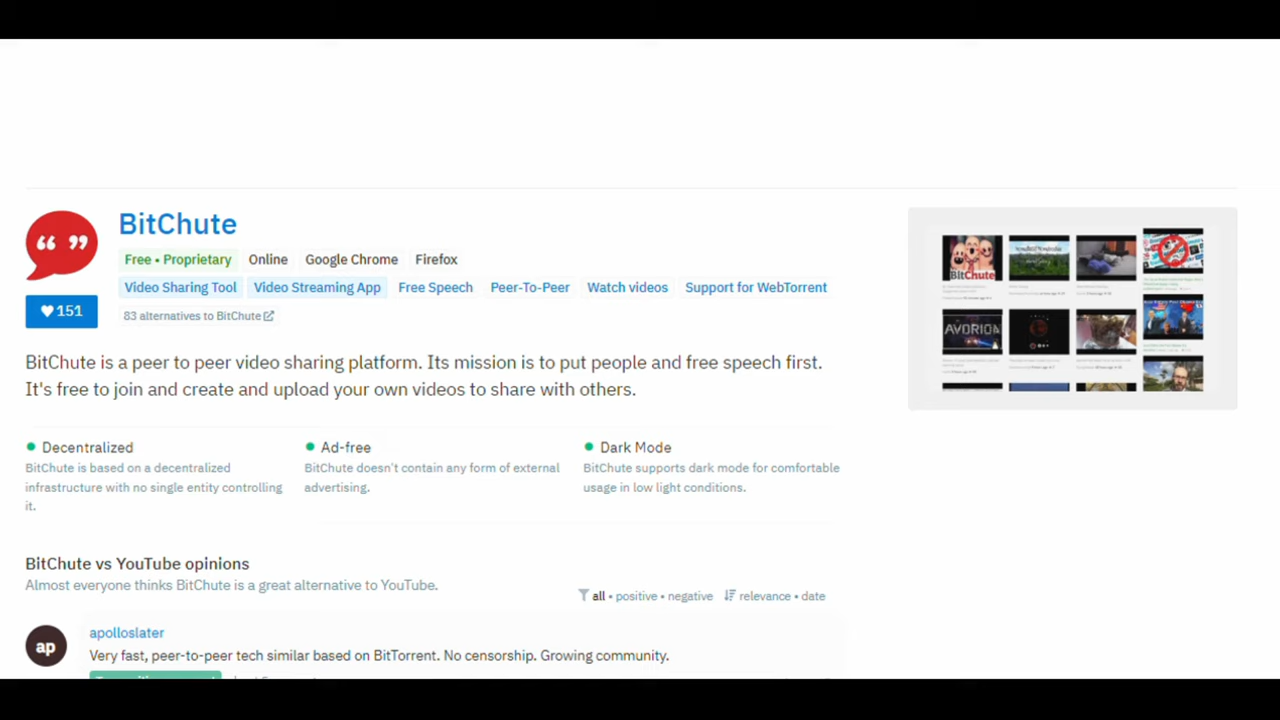 BitChute
Free • Proprietary Online Google Chrome Firefox
Video Sharing Tool Video Streaming App Free Speech Peer-To-Peer Watch videos Support for WebTorrent
151
83 alternatives to BitChute
BitChute is a peer to peer video sharing platform. Its mission is to put people and free speech first.
It's free to join and create and upload your own videos to share with others.
Decentralized
BitChute is based on a decentralized
infrastructure with no single entity controlling
it.
Ad-free
BitChute doesn't contain any form of external
advertising.
Dark Mode
BitChute supports dark mode for comfortable
usage in low light conditions.
BitChute vs YouTube opinions
Almost everyone thinks BitChute is a great alternative to YouTube.
all • positive • negative relevance • date
ap
apolloslater
Very fast, peer-to-peer tech similar based on BitTorrent. No censorship. Growing community.
BitChute
AVORION